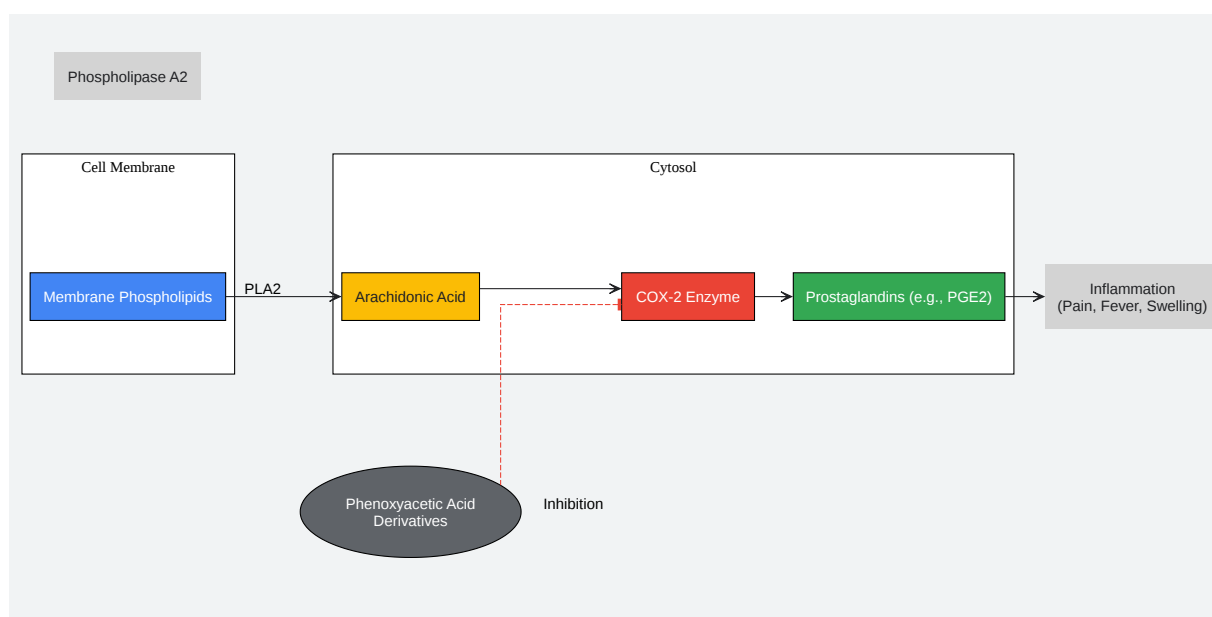 Phospholipase A2
Cell Membrane
Cytosol
Membrane Phospholipids
PLA2
Arachidonic Acid
COX-2 Enzyme
Prostaglandins (e.g., PGE2)
Inflammation
(Pain, Fever, Swelling)
Phenoxyacetic Acid
Derivatives
Inhibition